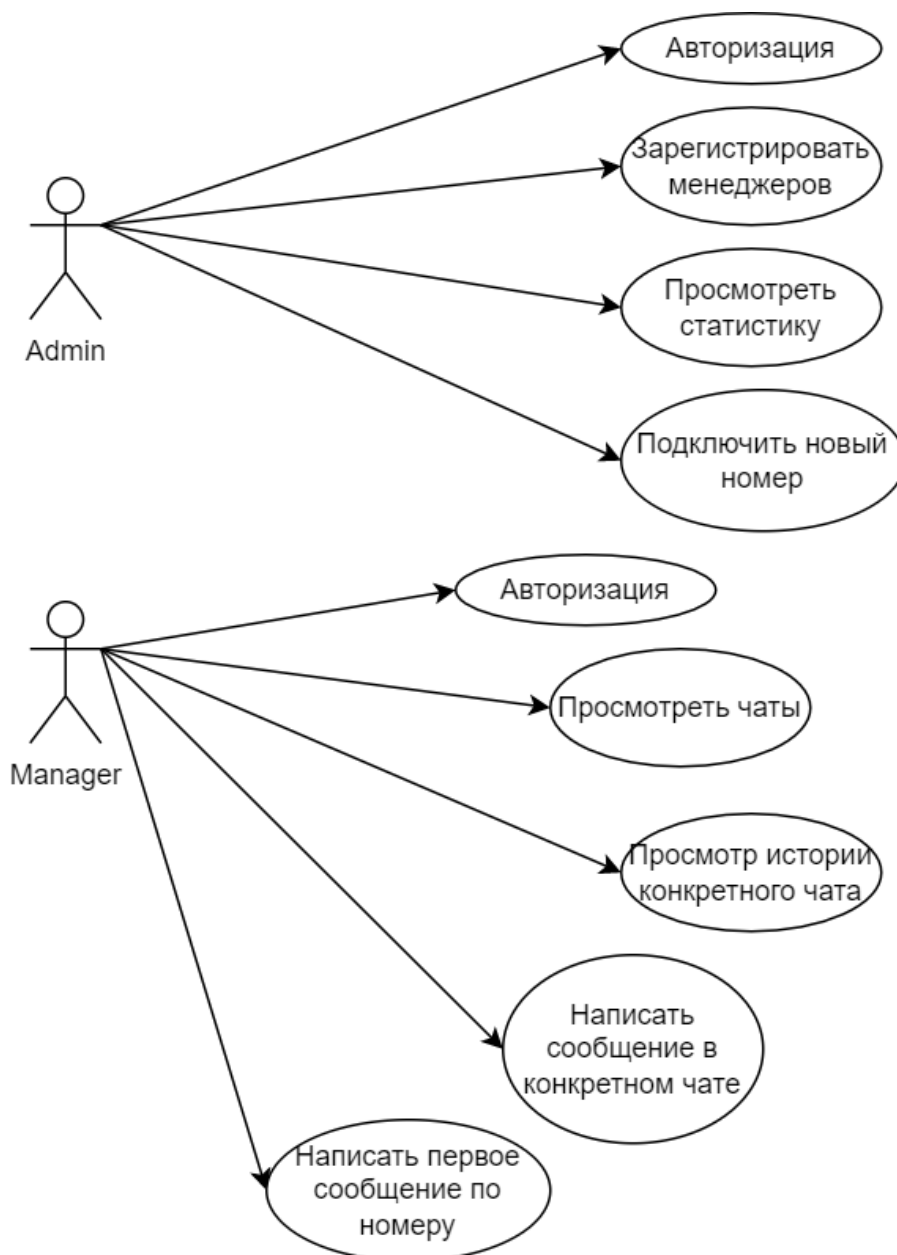 Авторизация
Зарегистрировать
менеджеров
Просмотреть
статистику
Admin
Подключить новый
номер
Авторизация
Просмотреть чаты
Manager
Просмотр истории
конкретного чата
Написать
сообщение в
конкретном чате
Написать первое
сообщение по
номеру